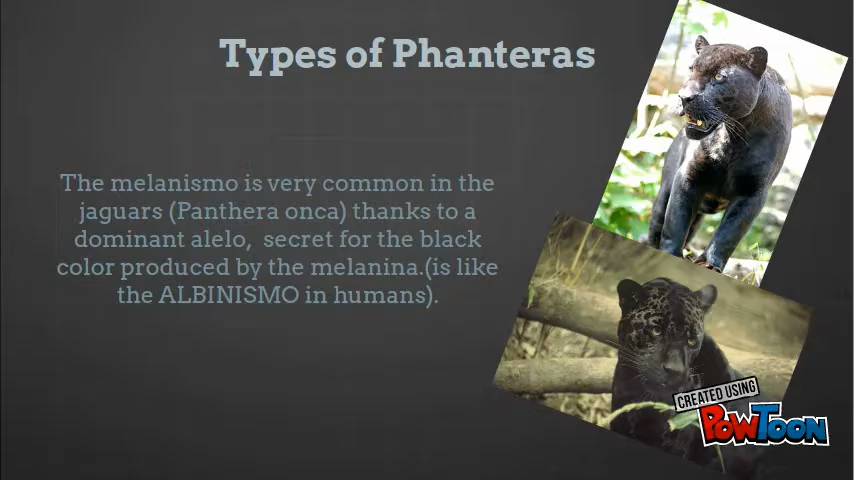 Types of Phanteras
The melanismo is very common in the
jaguars (Panthera onca) thanks to a
dominant alelo, secret for the black
color produced by the melanina.(is like
the ALBINISMO in humans).
CREATED USING
POWTOON